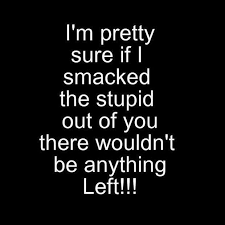 I'm pretty
sure if I
smacked
the stupid
out of you
there wouldn't
be anything
Left!!!